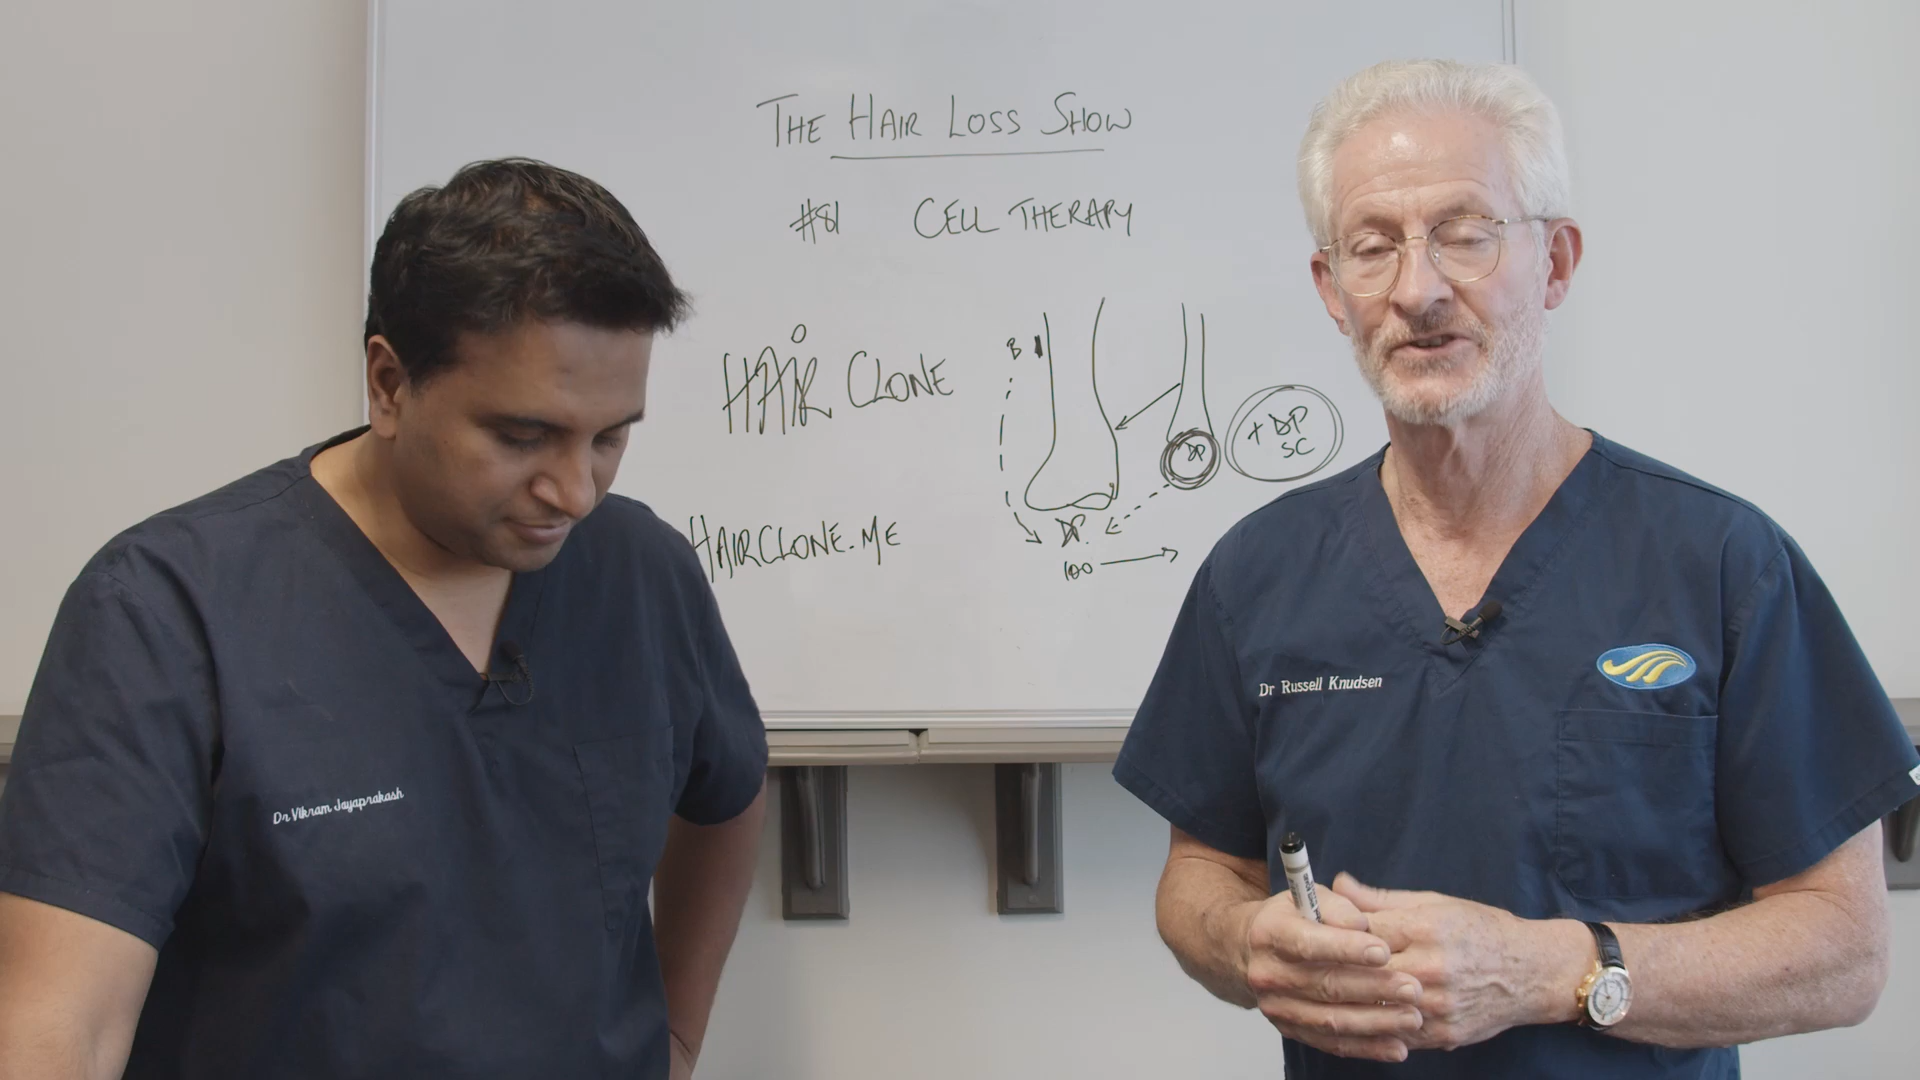 THE HAIR LOSS SHOW
#81 CELL THERAPY
HAIR CLONE
B
DP
+ DP
SC
HAIRCLONE.ME
DP
100
Dr Russell Knudsen
Dr Vikram Jayaprakash